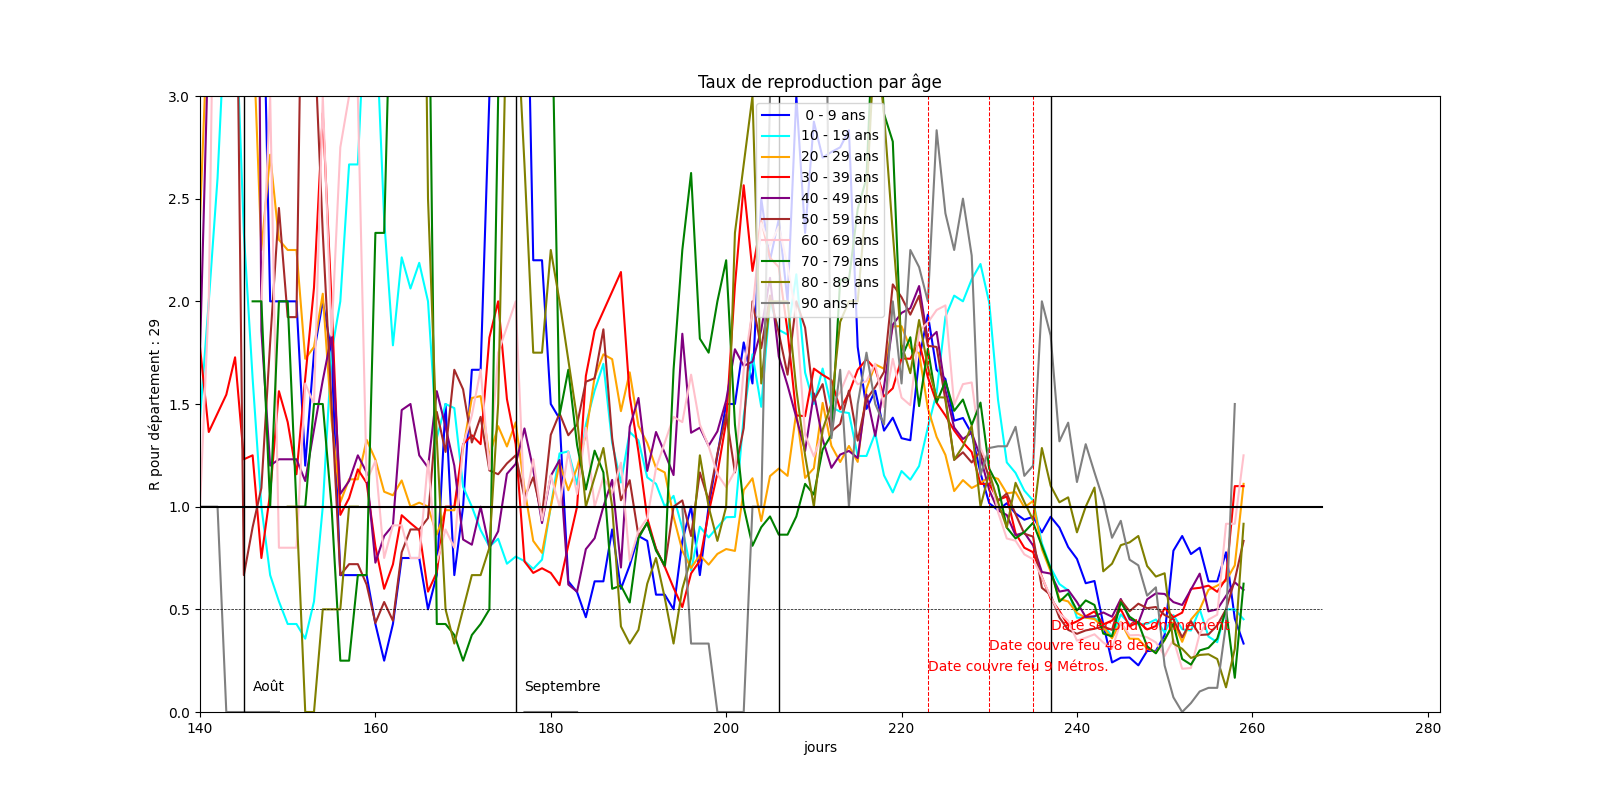 Taux de reproduction par âge
R pour département : 29
3.0
2.5
2.0
1.5
1.0
0.5
0.0
0 - 9 ans
10 - 19 ans
20 - 29 ans
30 - 39 ans
40 - 49 ans
50 - 59 ans
60 - 69 ans
70 - 79 ans
80 - 89 ans
90 ans+
Date second confinement
Date couvre feu 48 dep
Date couvre feu 9 Métros.
Août
Septembre
140
160
180
200
220
240
260
280
jours